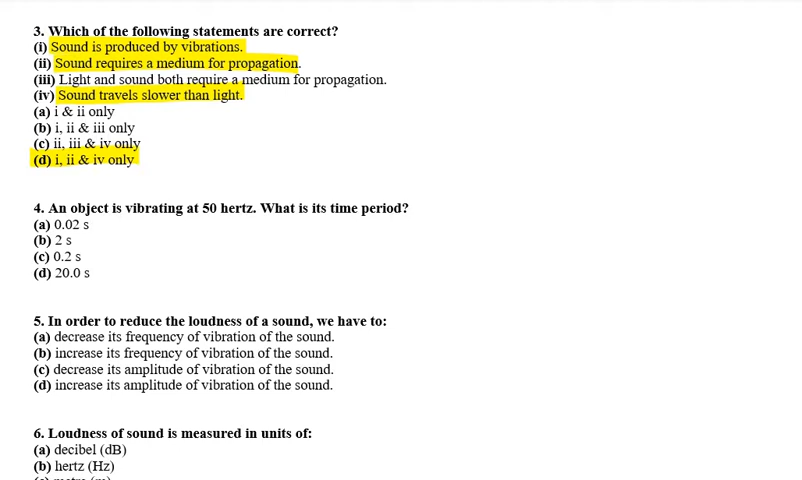 3. Which of the following statements are correct?
(i) Sound is produced by vibrations.
(ii) Sound requires a medium for propagation.
(iii) Light and sound both require a medium for propagation.
(iv) Sound travels slower than light.
(a) i & ii only
(b) i, ii & iii only
(c) ii, iii & iv only
(d) i, ii & iv only
4. An object is vibrating at 50 hertz. What is its time period?
(a) 0.02 s
(b) 2 s
(c) 0.2 s
(d) 20.0 s
5. In order to reduce the loudness of a sound, we have to:
(a) decrease its frequency of vibration of the sound.
(b) increase its frequency of vibration of the sound.
(c) decrease its amplitude of vibration of the sound.
(d) increase its amplitude of vibration of the sound.
6. Loudness of sound is measured in units of:
(a) decibel (dB)
(b) hertz (Hz)